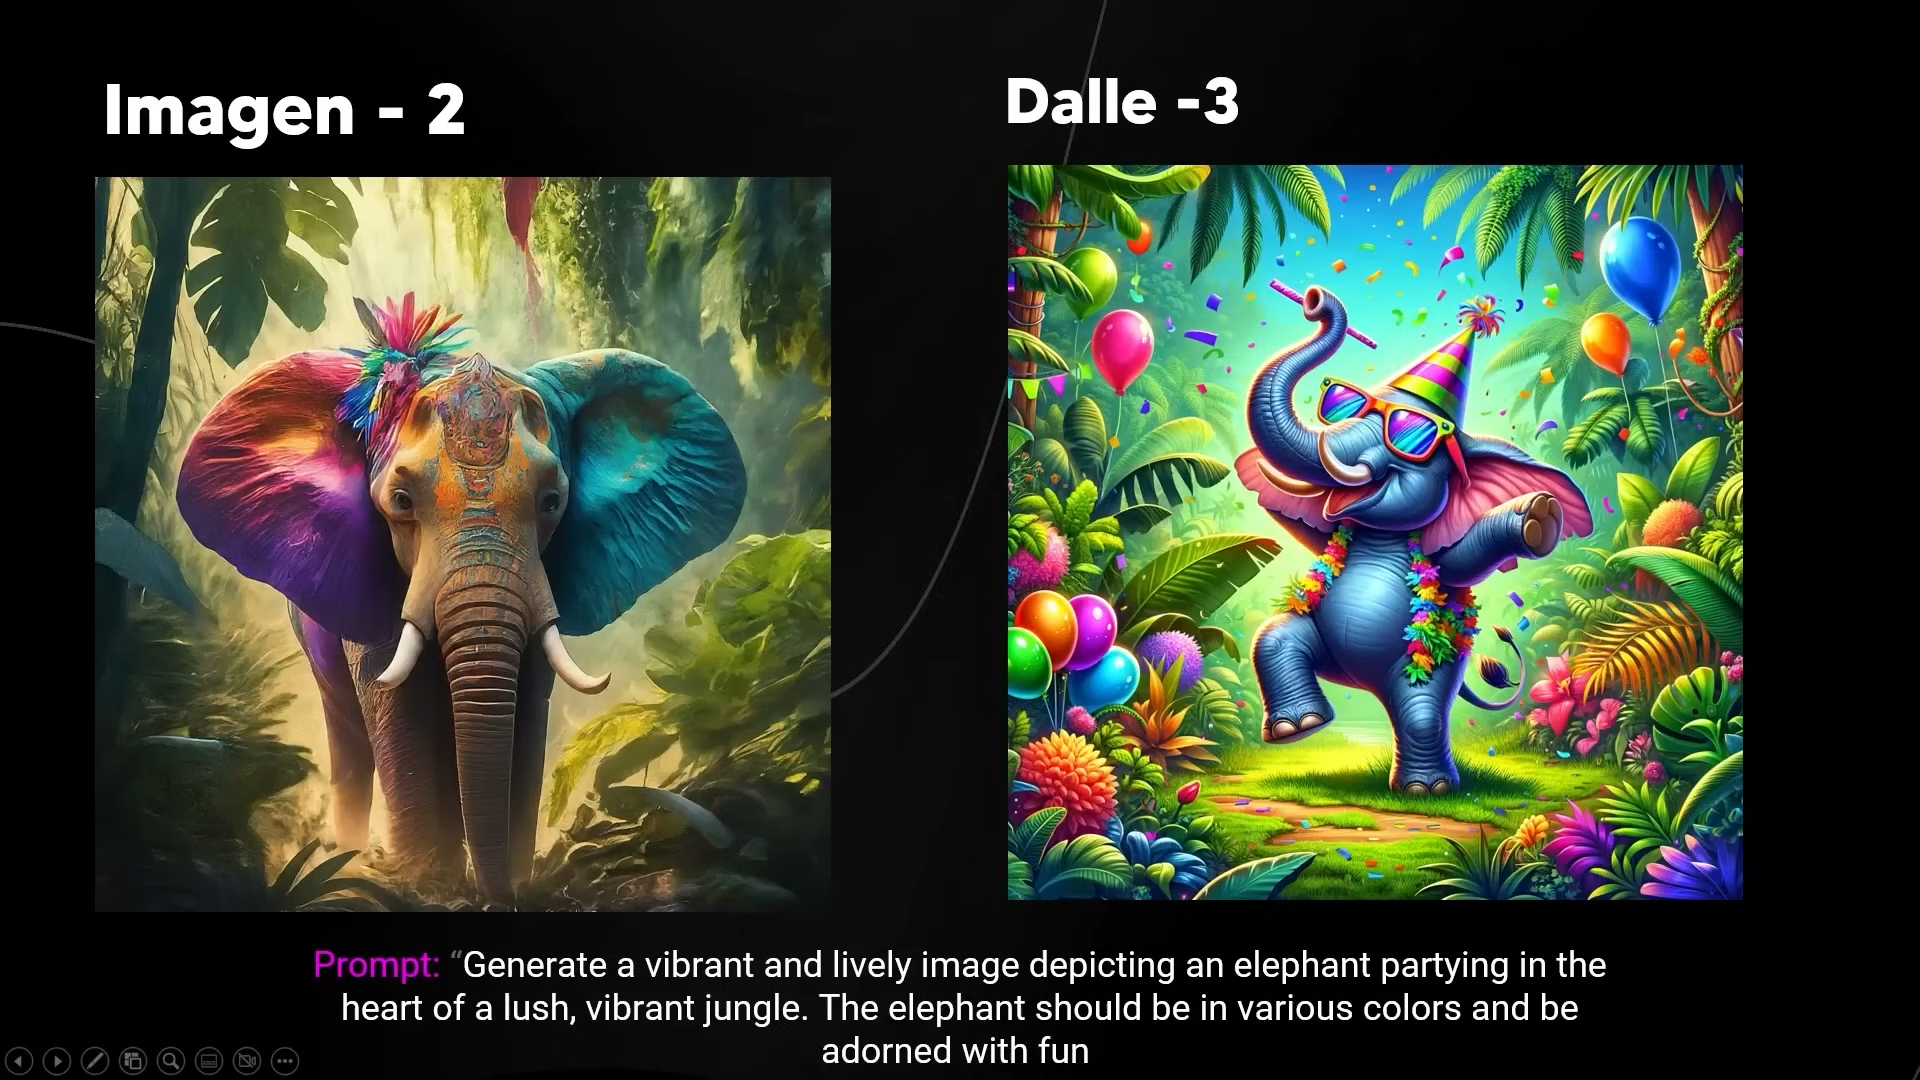 Imagen - 2
Dalle -3
Prompt: “Generate a vibrant and lively image depicting an elephant partying in the
heart of a lush, vibrant jungle. The elephant should be in various colors and be
adorned with fun